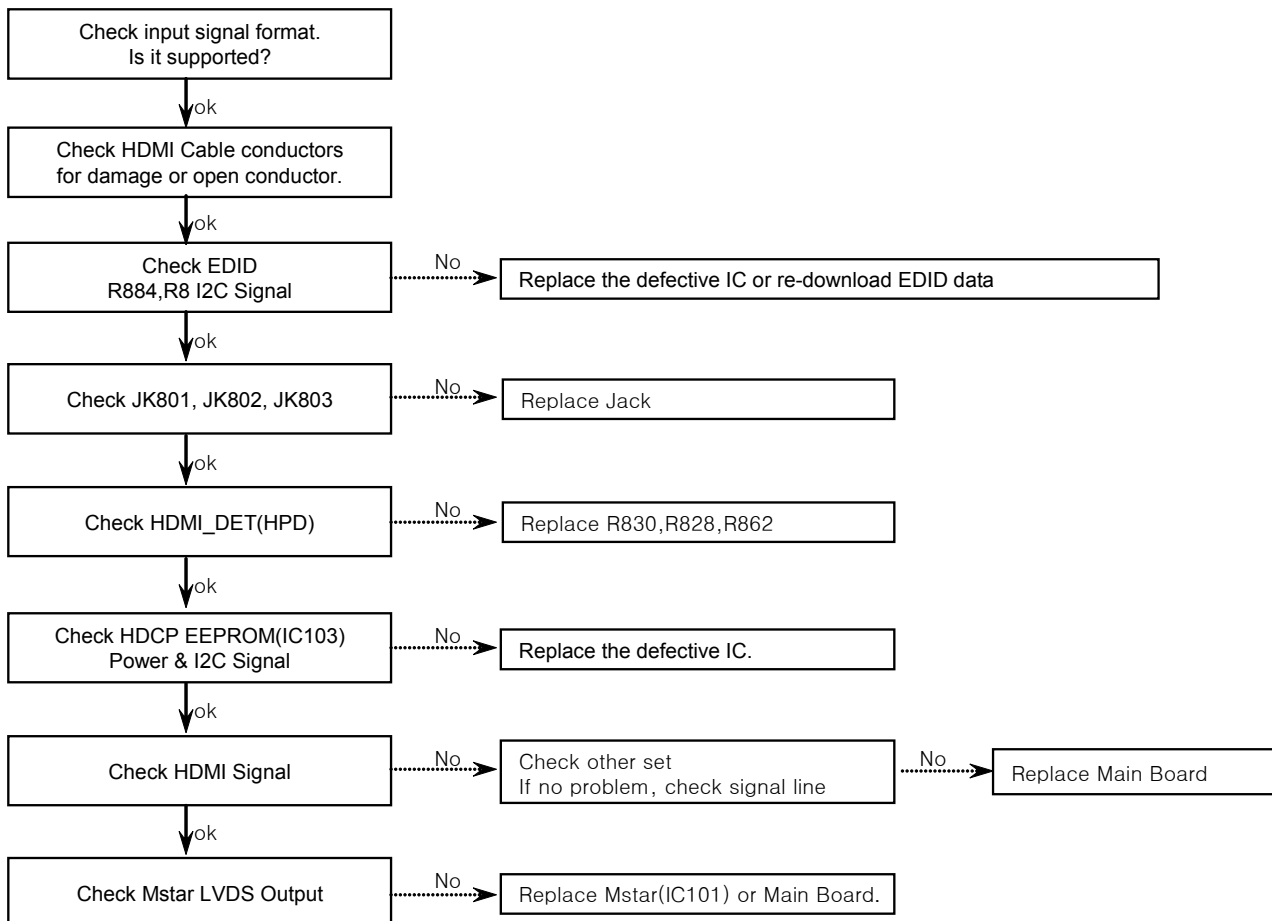 Check input signal format.
Is it supported?
ok
Check HDMI Cable conductors
for damage or open conductor.
ok
Check EDID
R884,R8 I2C Signal
No
Replace the defective IC or re-download EDID data
ok
Check JK801, JK802, JK803
No
Replace Jack
ok
Check HDMI_DET(HPD)
No
Replace R830,R828,R862
ok
Check HDCP EEPROM(IC103)
Power & I2C Signal
No
Replace the defective IC.
ok
Check HDMI Signal
No
Check other set
If no problem, check signal line
No
Replace Main Board
ok
Check Mstar LVDS Output
No
Replace Mstar(IC101) or Main Board.